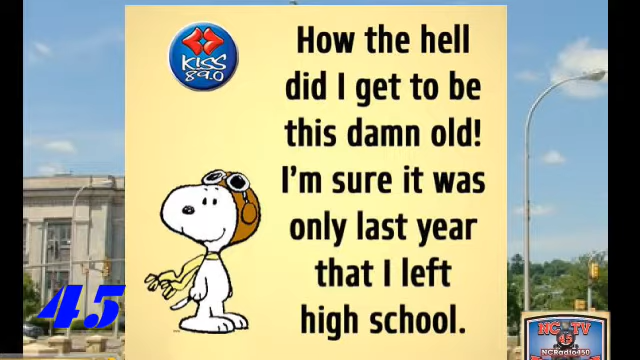 KISS
89.0
How the hell
did I get to be
this damn old!
I'm sure it was
only last year
that I left
high school.
45
NC TV
45
NCRadio450